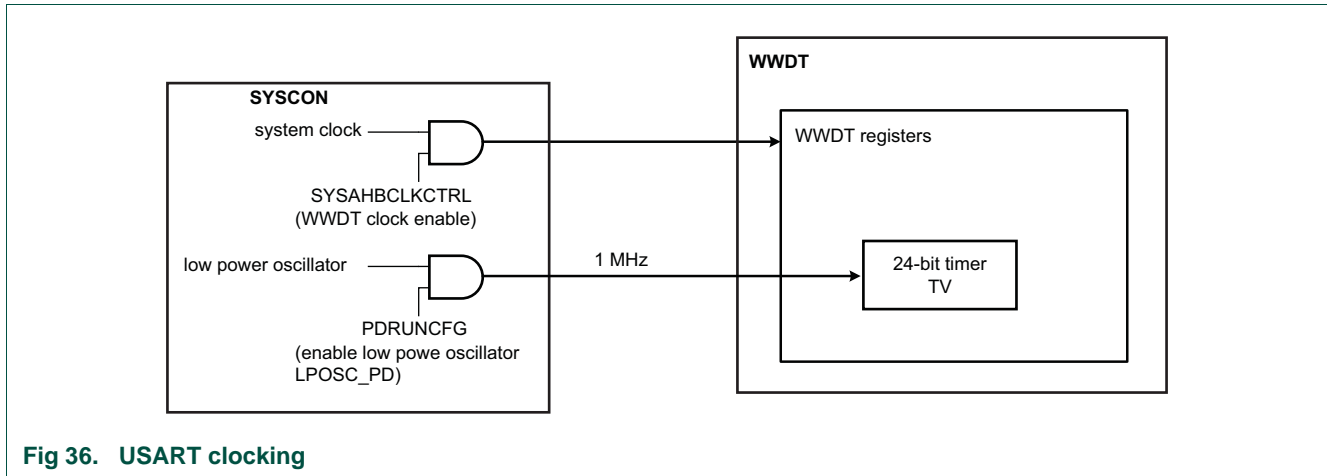 WWDT
SYSCON
system clock
WWDT registers
SYSAHBCLKCTRL
(WWDT clock enable)
low power oscillator
1 MHz
24-bit timer
TV
PDRUNCFG
(enable low powe oscillator
LPOSC_PD)
Fig 36. USART clocking